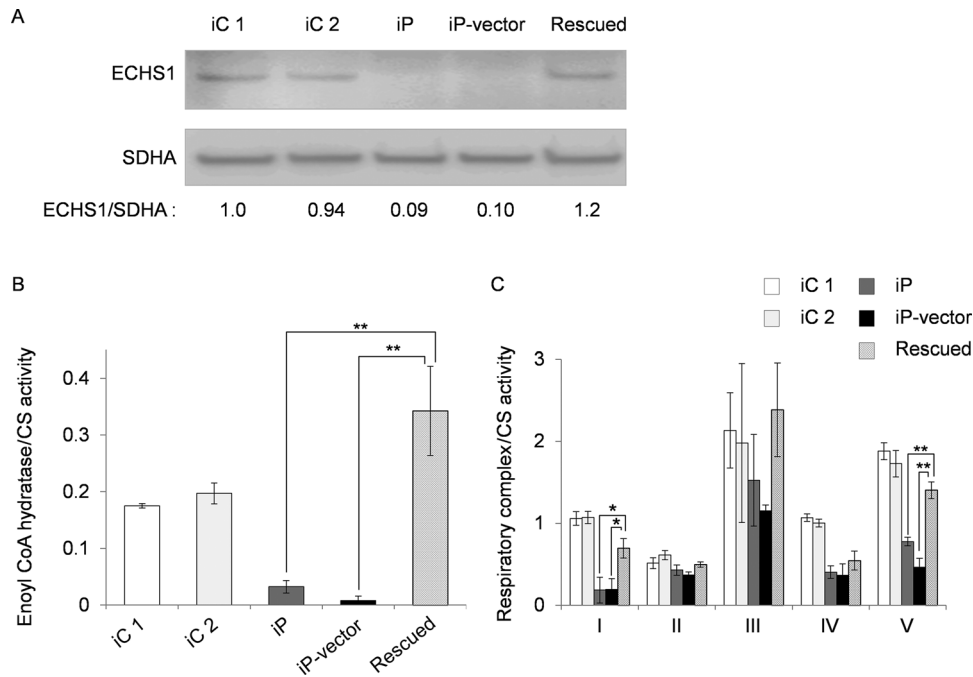 A
iC 1 iC 2 iP iP-vector Rescued
ECHS1
SDHA
ECHS1/SDHA : 1.0 0.94 0.09 0.10 1.2
B
Enoyl CoA hydratase/CS activity
0.4
0.3
0.2
0.1
0
**
**
iC 1 iC 2 iP iP-vector Rescued
C
iC 1 iP
iC 2 iP-vector
Rescued
Respiratory complex/CS activity
3
2
1
0
*
*
**
**
I II III IV V